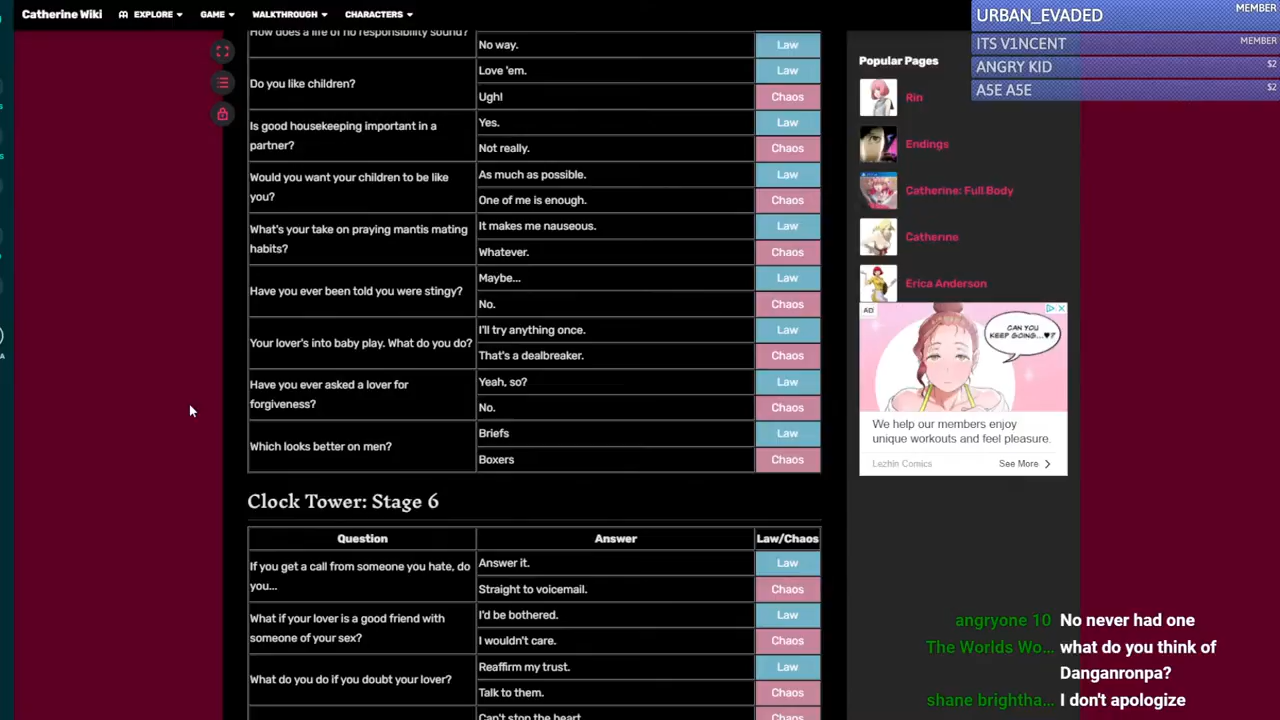 Catherine Wiki
EXPLORE
GAME
WALKTHROUGH
CHARACTERS
URBAN_EVADED
MEMBER
ITS V1NCENT
MEMBER
ANGRY KID
$2
A5E A5E
$2
How does a life of no responsibility sound?
No way.
Law
Do you like children?
Love 'em.
Law
Ugh!
Chaos
Is good housekeeping important in a
partner?
Yes.
Law
Not really.
Chaos
Would you want your children to be like
you?
As much as possible.
Law
One of me is enough.
Chaos
What's your take on praying mantis mating
habits?
It makes me nauseous.
Law
Whatever.
Chaos
Have you ever been told you were stingy?
Maybe...
Law
No.
Chaos
Your lover's into baby play. What do you do?
I'll try anything once.
Law
That's a dealbreaker.
Chaos
Have you ever asked a lover for
forgiveness?
Yeah, so?
Law
No.
Chaos
Which looks better on men?
Briefs
Law
Boxers
Chaos
Clock Tower: Stage 6
Question
Answer
Law/Chaos
If you get a call from someone you hate, do
you...
Answer it.
Law
Straight to voicemail.
Chaos
What if your lover is a good friend with
someone of your sex?
I'd be bothered.
Law
I wouldn't care.
Chaos
What do you do if you doubt your lover?
Reaffirm my trust.
Law
Talk to them.
Chaos
Can't stop the heart.
Popular Pages
Rin
Endings
Catherine: Full Body
Catherine
Erica Anderson
AD
CAN YOU
KEEP GOING...♥?
We help our members enjoy
unique workouts and feel pleasure.
Lezhin Comics
See More
angryone 10 No never had one
The Worlds Wo... what do you think of
Danganronpa?
shane brightha... I don't apologize